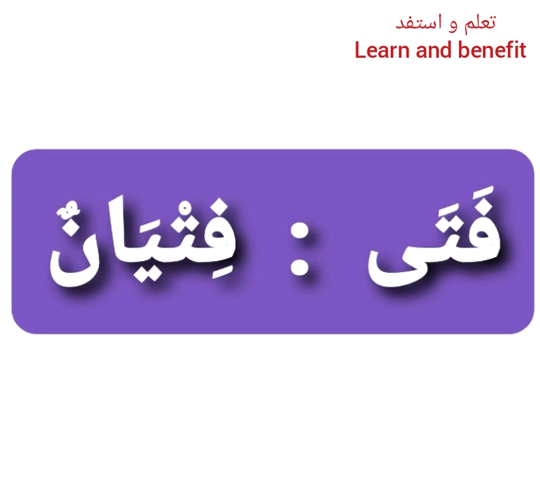 تعلم و استفد
Learn and benefit
فَتَى : فِتْيَانٌ